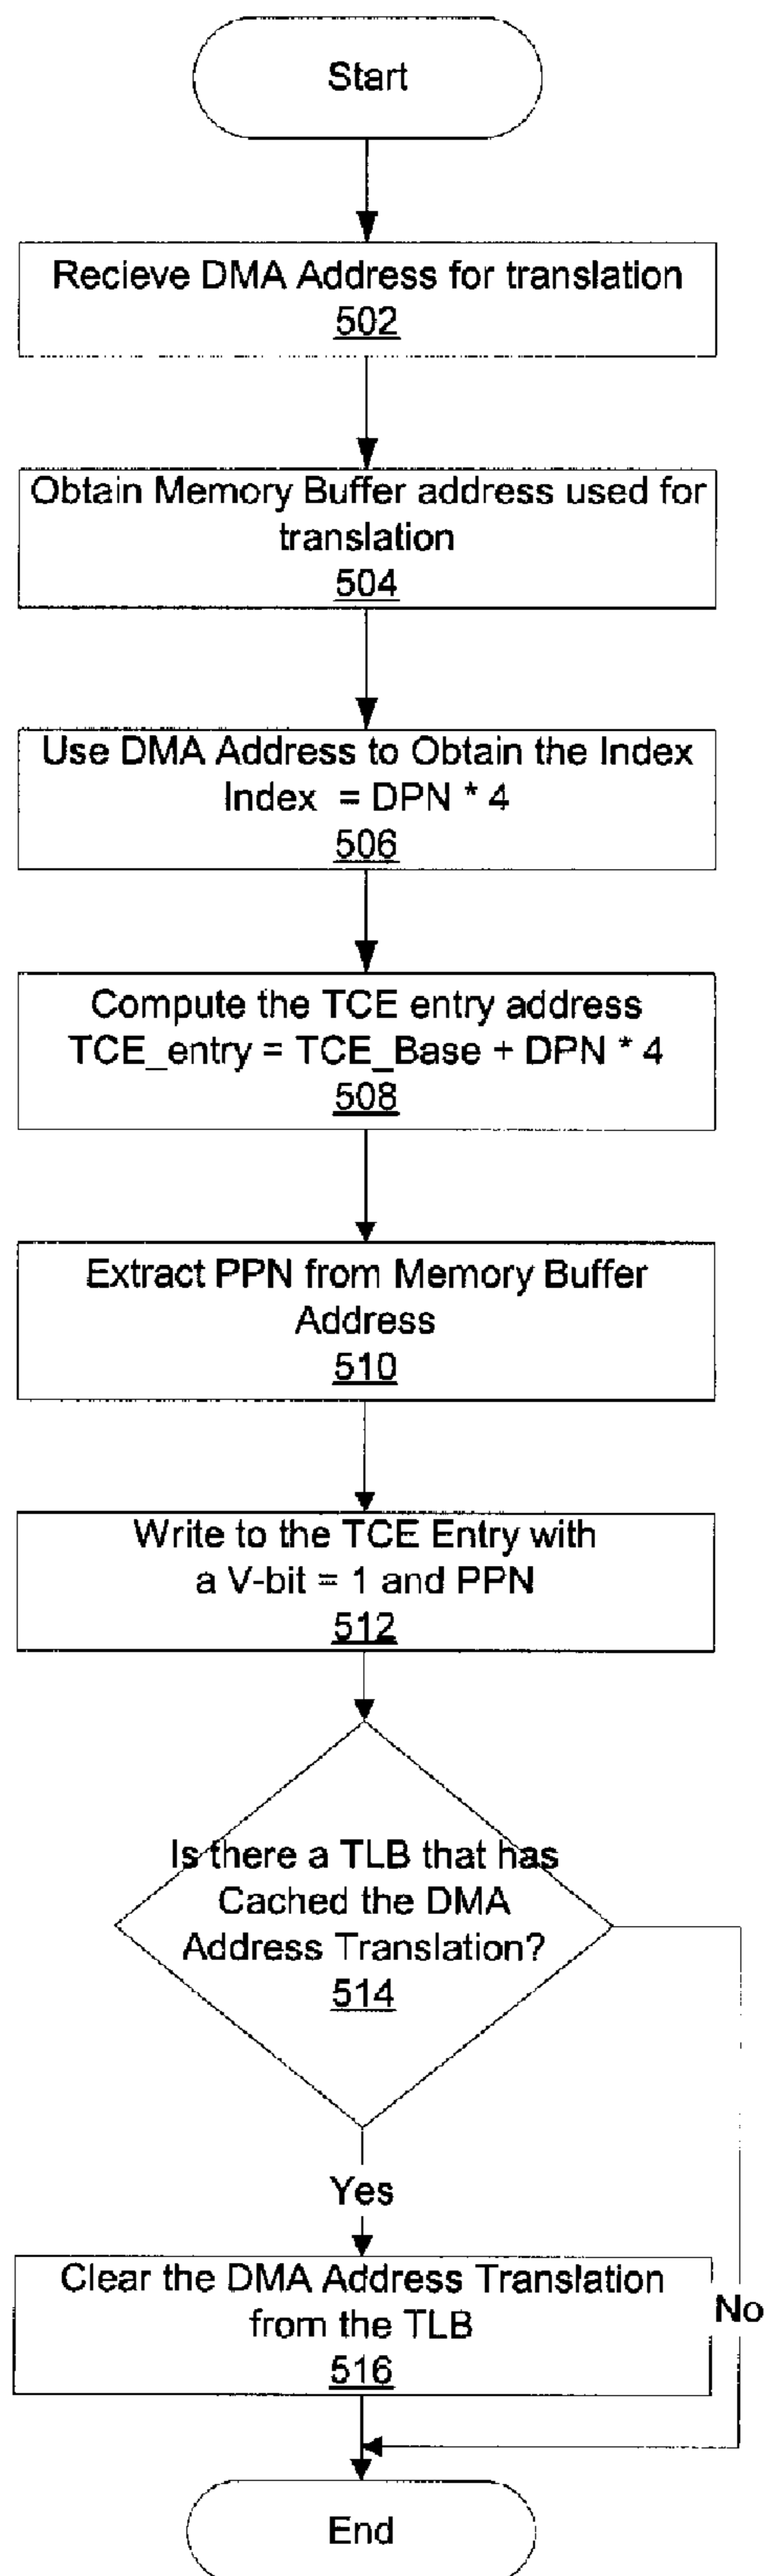 Start
Recieve DMA Address for translation
502
Obtain Memory Buffer address used for
translation
504
Use DMA Address to Obtain the Index
Index = DPN * 4
506
Compute the TCE entry address
TCE_entry = TCE_Base + DPN * 4
508
Extract PPN from Memory Buffer
Address
510
Write to the TCE Entry with
a V-bit = 1 and PPN
512
Is there a TLB that has
Cached the DMA
Address Translation?
514
Yes
Clear the DMA Address Translation
from the TLB
516
No
End